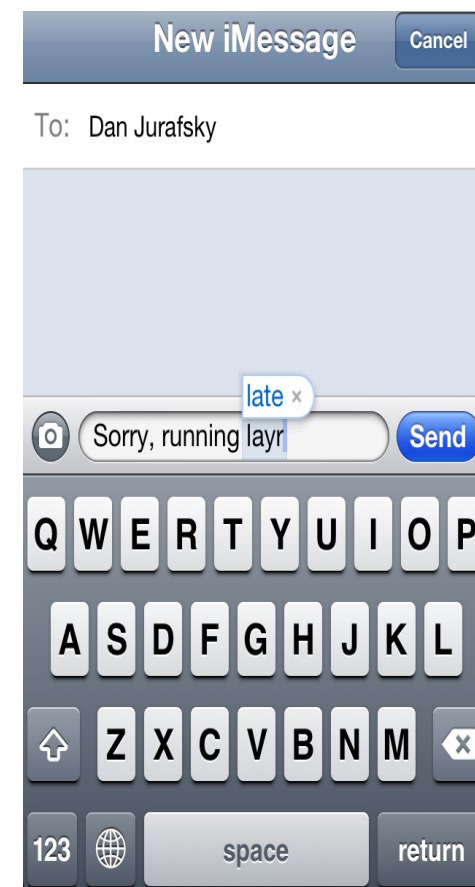 New iMessage Cancel
To: Dan Jurafsky
late ×
Sorry, running layr Send
Q W E R T Y U I O P
A S D F G H J K L
Z X C V B N M
123 space return